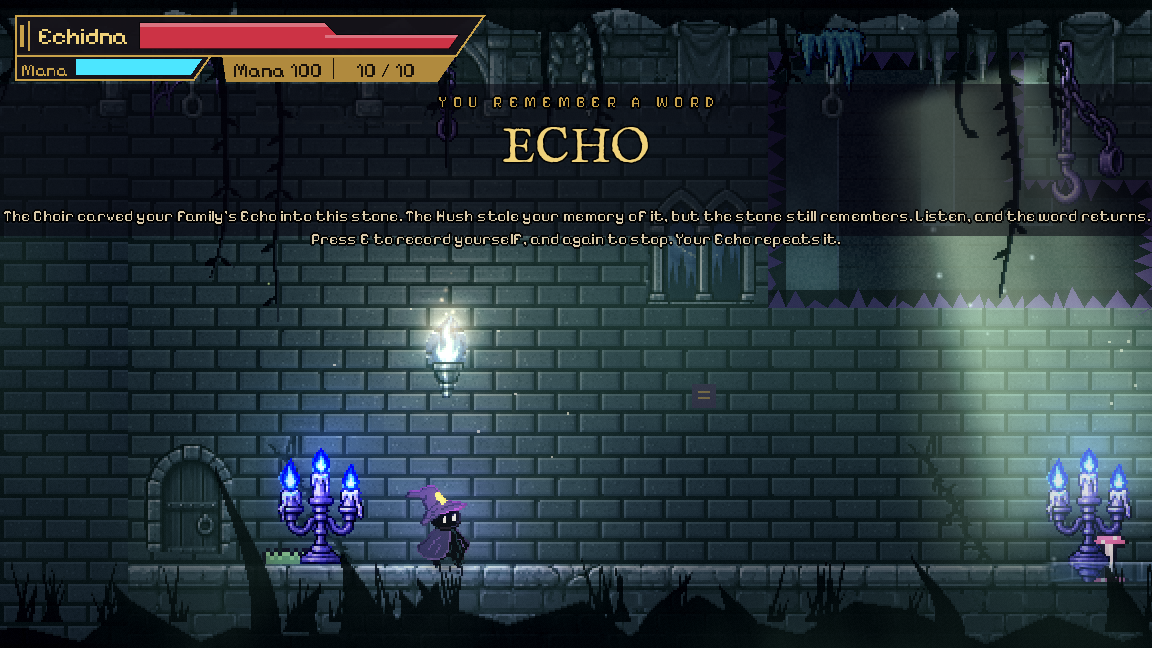 Echidna
Mana
Mana 100
10 / 10
YOU REMEMBER A WORD
ECHO
The Choir carved your family's Echo into this stone. The Hush stole your memory of it, but the stone still remembers. Listen, and the word returns.
Press E to record yourself, and again to stop. Your Echo repeats it.